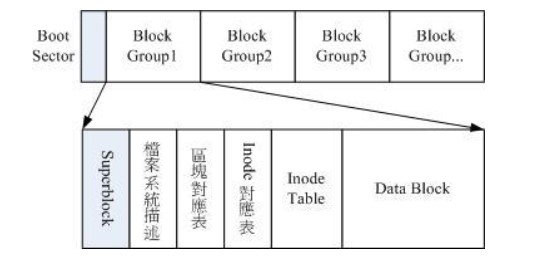 Boot
Sector
Block
Group1
Block
Group2
Block
Group3
Block
Group...
Superblock
檔案系統描述
區塊對應表
Inode 對應表
Inode
Table
Data Block